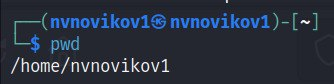 ┌──(nvnovikov1㉿nvnovikov1)-[~]
└─$ pwd
/home/nvnovikov1